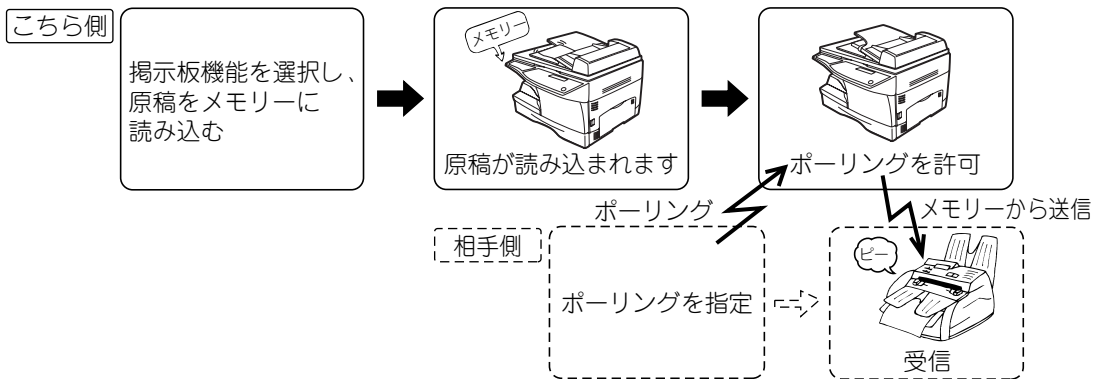 こちら側
掲示板機能を選択し、
原稿をメモリーに
読み込む
メモリー
原稿が読み込まれます
ポーリングを許可
ポーリング
メモリーから送信
相手側
ポーリングを指定
ピー
受信